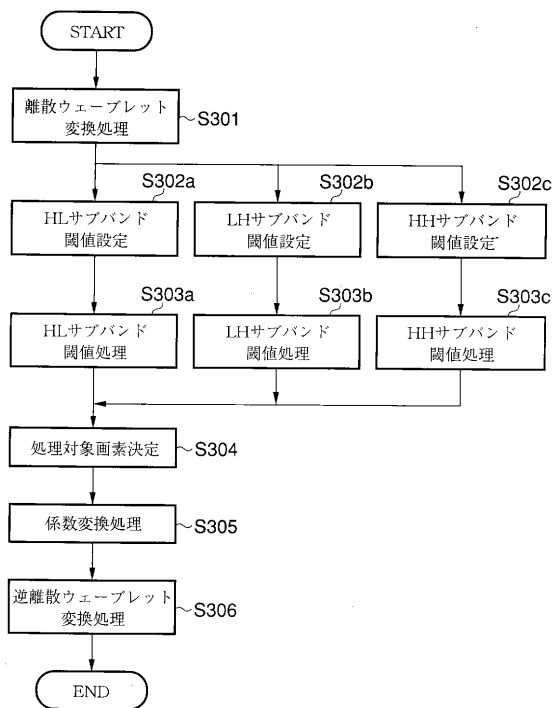 START
離散ウェーブレット
変換処理
S301
S302a
S302b
S302c
HLサブバンド
閾値設定
LHサブバンド
閾値設定
HHサブバンド
閾値設定
S303a
S303b
S303c
HLサブバンド
閾値処理
LHサブバンド
閾値処理
HHサブバンド
閾値処理
処理対象画素決定
S304
係数変換処理
S305
逆離散ウェーブレット
変換処理
S306
END